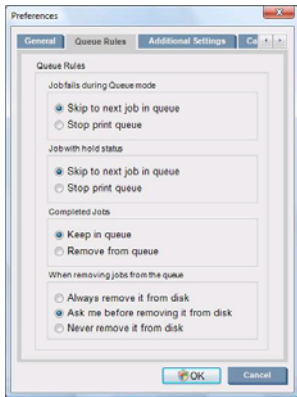 Preferences
General Queue Rules Additional Settings
Queue Rules
Job fails during Queue mode
Skip to next job in queue
Stop print queue
Job with hold status
Skip to next job in queue
Stop print queue
Completed Jobs
Keep in queue
Remove from queue
When removing jobs from the queue
Always remove it from disk
Ask me before removing it from disk
Never remove it from disk
OK Cancel